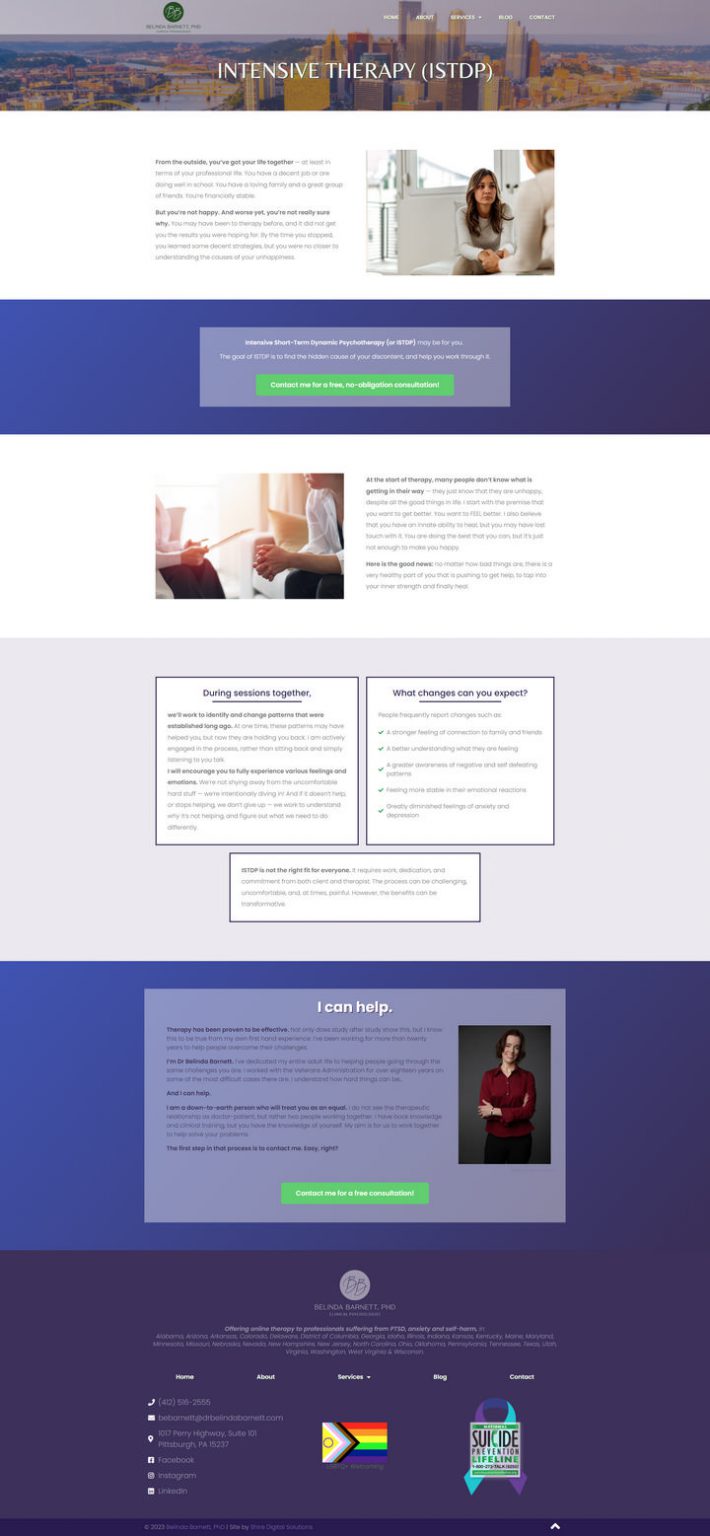 BELINDA BARNETT, PHD
CLINICAL PSYCHOLOGIST
HOME ABOUT SERVICES BLOG CONTACT
INTENSIVE THERAPY (ISTDP)
From the outside, you've got your life together — at least in
terms of your professional life. You have a decent job or are
doing well in school. You have a loving family and a great group
of friends. You're financially stable.
But you're not happy. And worse yet, you're not really sure
why. You may have been to therapy before, and it did not get
you the results you were hoping for. By the time you stopped,
you learned some decent strategies, but you were no closer to
understanding the causes of your unhappiness.
Intensive Short-Term Dynamic Psychotherapy (or ISTDP) may be for you.
The goal of ISTDP is to find the hidden cause of your discontent, and help you work through it.
Contact me for a free, no-obligation consultation!
At the start of therapy, many people don't know what is
getting in their way — they just know that they are unhappy,
despite all the good things in life. I start with the premise that
you want to get better. You want to FEEL better. I also believe
that you have an innate ability to heal, but you may have lost
touch with it. You are doing the best that you can, but it's just
not enough to make you happy.
Here is the good news: no matter how bad things are, there is a
very healthy part of you that is pushing to get help, to tap into
your inner strength and finally heal.
During sessions together,
we'll work to identify and change patterns that were
established long ago. At one time, these patterns may have
helped you, but now they are holding you back. I am actively
engaged in the process, rather than sitting back and simply
listening to you talk.
I will encourage you to fully experience various feelings and
emotions. We're not shying away from the uncomfortable
hard stuff — we're intentionally diving in! And if it doesn't help,
or stops helping, we don't give up — we work to understand
why it's not helping, and figure out what we need to do
differently.
What changes can you expect?
People frequently report changes such as:
A stronger feeling of connection to family and friends
A better understanding what they are feeling
A greater awareness of negative and self defeating
patterns
Feeling more stable in their emotional reactions
Greatly diminished feelings of anxiety and
depression
ISTDP is not the right fit for everyone. It requires work, dedication, and
commitment from both client and therapist. The process can be challenging,
uncomfortable, and, at times, painful. However, the benefits can be
transformative.
I can help.
Therapy has been proven to be effective. Not only does study after study show this, but I know
this to be true from my own first hand experience. I've been working for more than twenty
years to help people overcome their challenges.
I'm Dr Belinda Barnett. I've dedicated my entire adult life to helping people going through the
same challenges you are. I worked with the Veterans Administration for over eighteen years on
some of the most difficult cases there are. I understand how hard things can be.
And I can help.
I am a down-to-earth person who will treat you as an equal. I do not see the therapeutic
relationship as doctor-patient, but rather two people working together. I have book knowledge
and clinical training, but you have the knowledge of yourself. My aim is for us to work together
to help solve your problems.
The first step in that process is to contact me. Easy, right?
Contact me for a free consultation!
BELINDA BARNETT, PHD
CLINICAL PSYCHOLOGIST
Offering online therapy to professionals suffering from PTSD, anxiety and self-harm, in
Alabama, Arizona, Arkansas, Colorado, Delaware, District of Columbia, Georgia, Idaho, Illinois, Indiana, Kansas, Kentucky, Maine, Maryland,
Minnesota, Missouri, Nebraska, Nevada, New Hampshire, New Jersey, North Carolina, Ohio, Oklahoma, Pennsylvania, Tennessee, Texas, Utah,
Virginia, Washington, West Virginia & Wisconsin.
Home About Services Blog Contact
(412) 516-2555
bebarnett@drbelindabarnett.com
1017 Perry Highway, Suite 101
Pittsburgh, PA 15237
Facebook
Instagram
LinkedIn
LGBTQ+ Welcoming
NATIONAL
SUICIDE
PREVENTION
LIFELINE
1-800-273-TALK (8255)
© 2023 Belinda Barnett, PhD | Site by Shire Digital Solutions